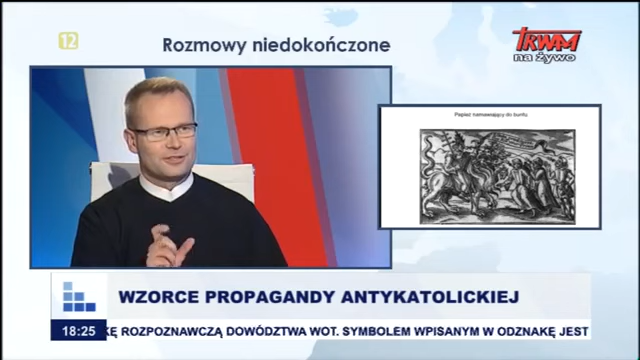 12
Rozmowy niedokończone
TRWAM
na żywo
Papież namawiający do buntu
WZORCE PROPAGANDY ANTYKATOLICKIEJ
18:25
KĘ ROZPOZNAWCZĄ DOWÓDZTWA WOT. SYMBOLEM WPISANYM W ODZNAKĘ JEST